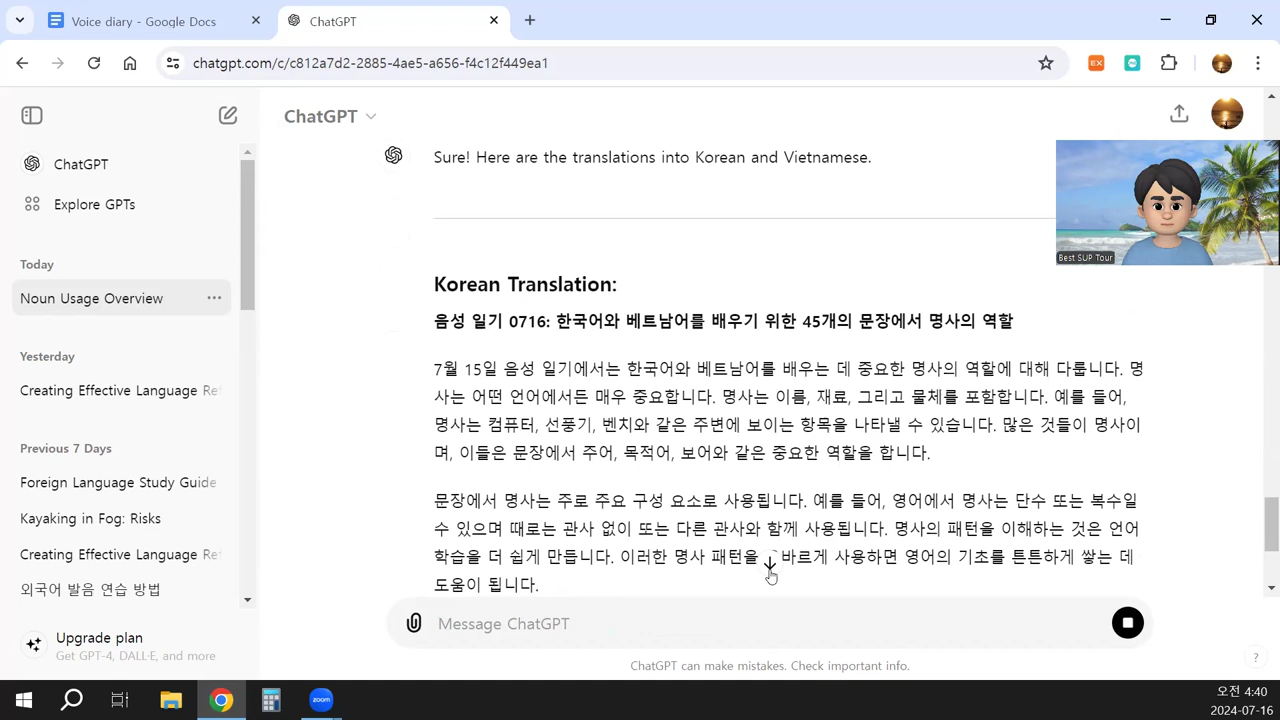 Voice diary - Google Docs
ChatGPT
chatgpt.com/c/c812a7d2-2885-4ae5-a656-f4c12f449ea1
EX
ChatGPT
ChatGPT
Explore GPTs
Today
Noun Usage Overview
Yesterday
Creating Effective Language Ref
Previous 7 Days
Foreign Language Study Guide
Kayaking in Fog: Risks
Creating Effective Language Ref
외국어 발음 연습 방법
Upgrade plan
Get GPT-4, DALL·E, and more
Sure! Here are the translations into Korean and Vietnamese.
Best SUP Tour
Korean Translation:
음성 일기 0716: 한국어와 베트남어를 배우기 위한 45개의 문장에서 명사의 역할
7월 15일 음성 일기에서는 한국어와 베트남어를 배우는 데 중요한 명사의 역할에 대해 다룹니다. 명
사는 어떤 언어에서든 매우 중요합니다. 명사는 이름, 재료, 그리고 물체를 포함합니다. 예를 들어,
명사는 컴퓨터, 선풍기, 벤치와 같은 주변에 보이는 항목을 나타낼 수 있습니다. 많은 것들이 명사이
며, 이들은 문장에서 주어, 목적어, 보어와 같은 중요한 역할을 합니다.
문장에서 명사는 주로 주요 구성 요소로 사용됩니다. 예를 들어, 영어에서 명사는 단수 또는 복수일
수 있으며 때로는 관사 없이 또는 다른 관사와 함께 사용됩니다. 명사의 패턴을 이해하는 것은 언어
학습을 더 쉽게 만듭니다. 이러한 명사 패턴을 바르게 사용하면 영어의 기초를 튼튼하게 쌓는 데
도움이 됩니다.
Message ChatGPT
ChatGPT can make mistakes. Check important info.
?
zoom
오전 4:40
2024-07-16